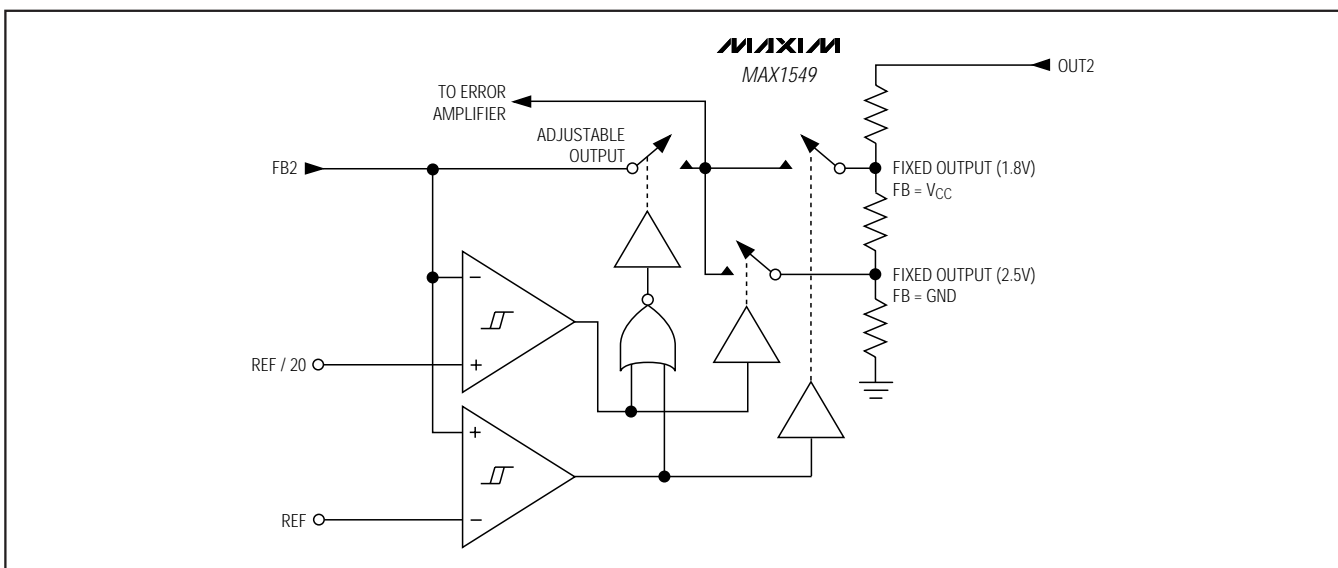 MAXIM
MAX1549
OUT2
TO ERROR
AMPLIFIER
ADJUSTABLE
OUTPUT
FB2
FIXED OUTPUT (1.8V)
FB = VCC
FIXED OUTPUT (2.5V)
FB = GND
−
+
REF / 20
+
−
REF